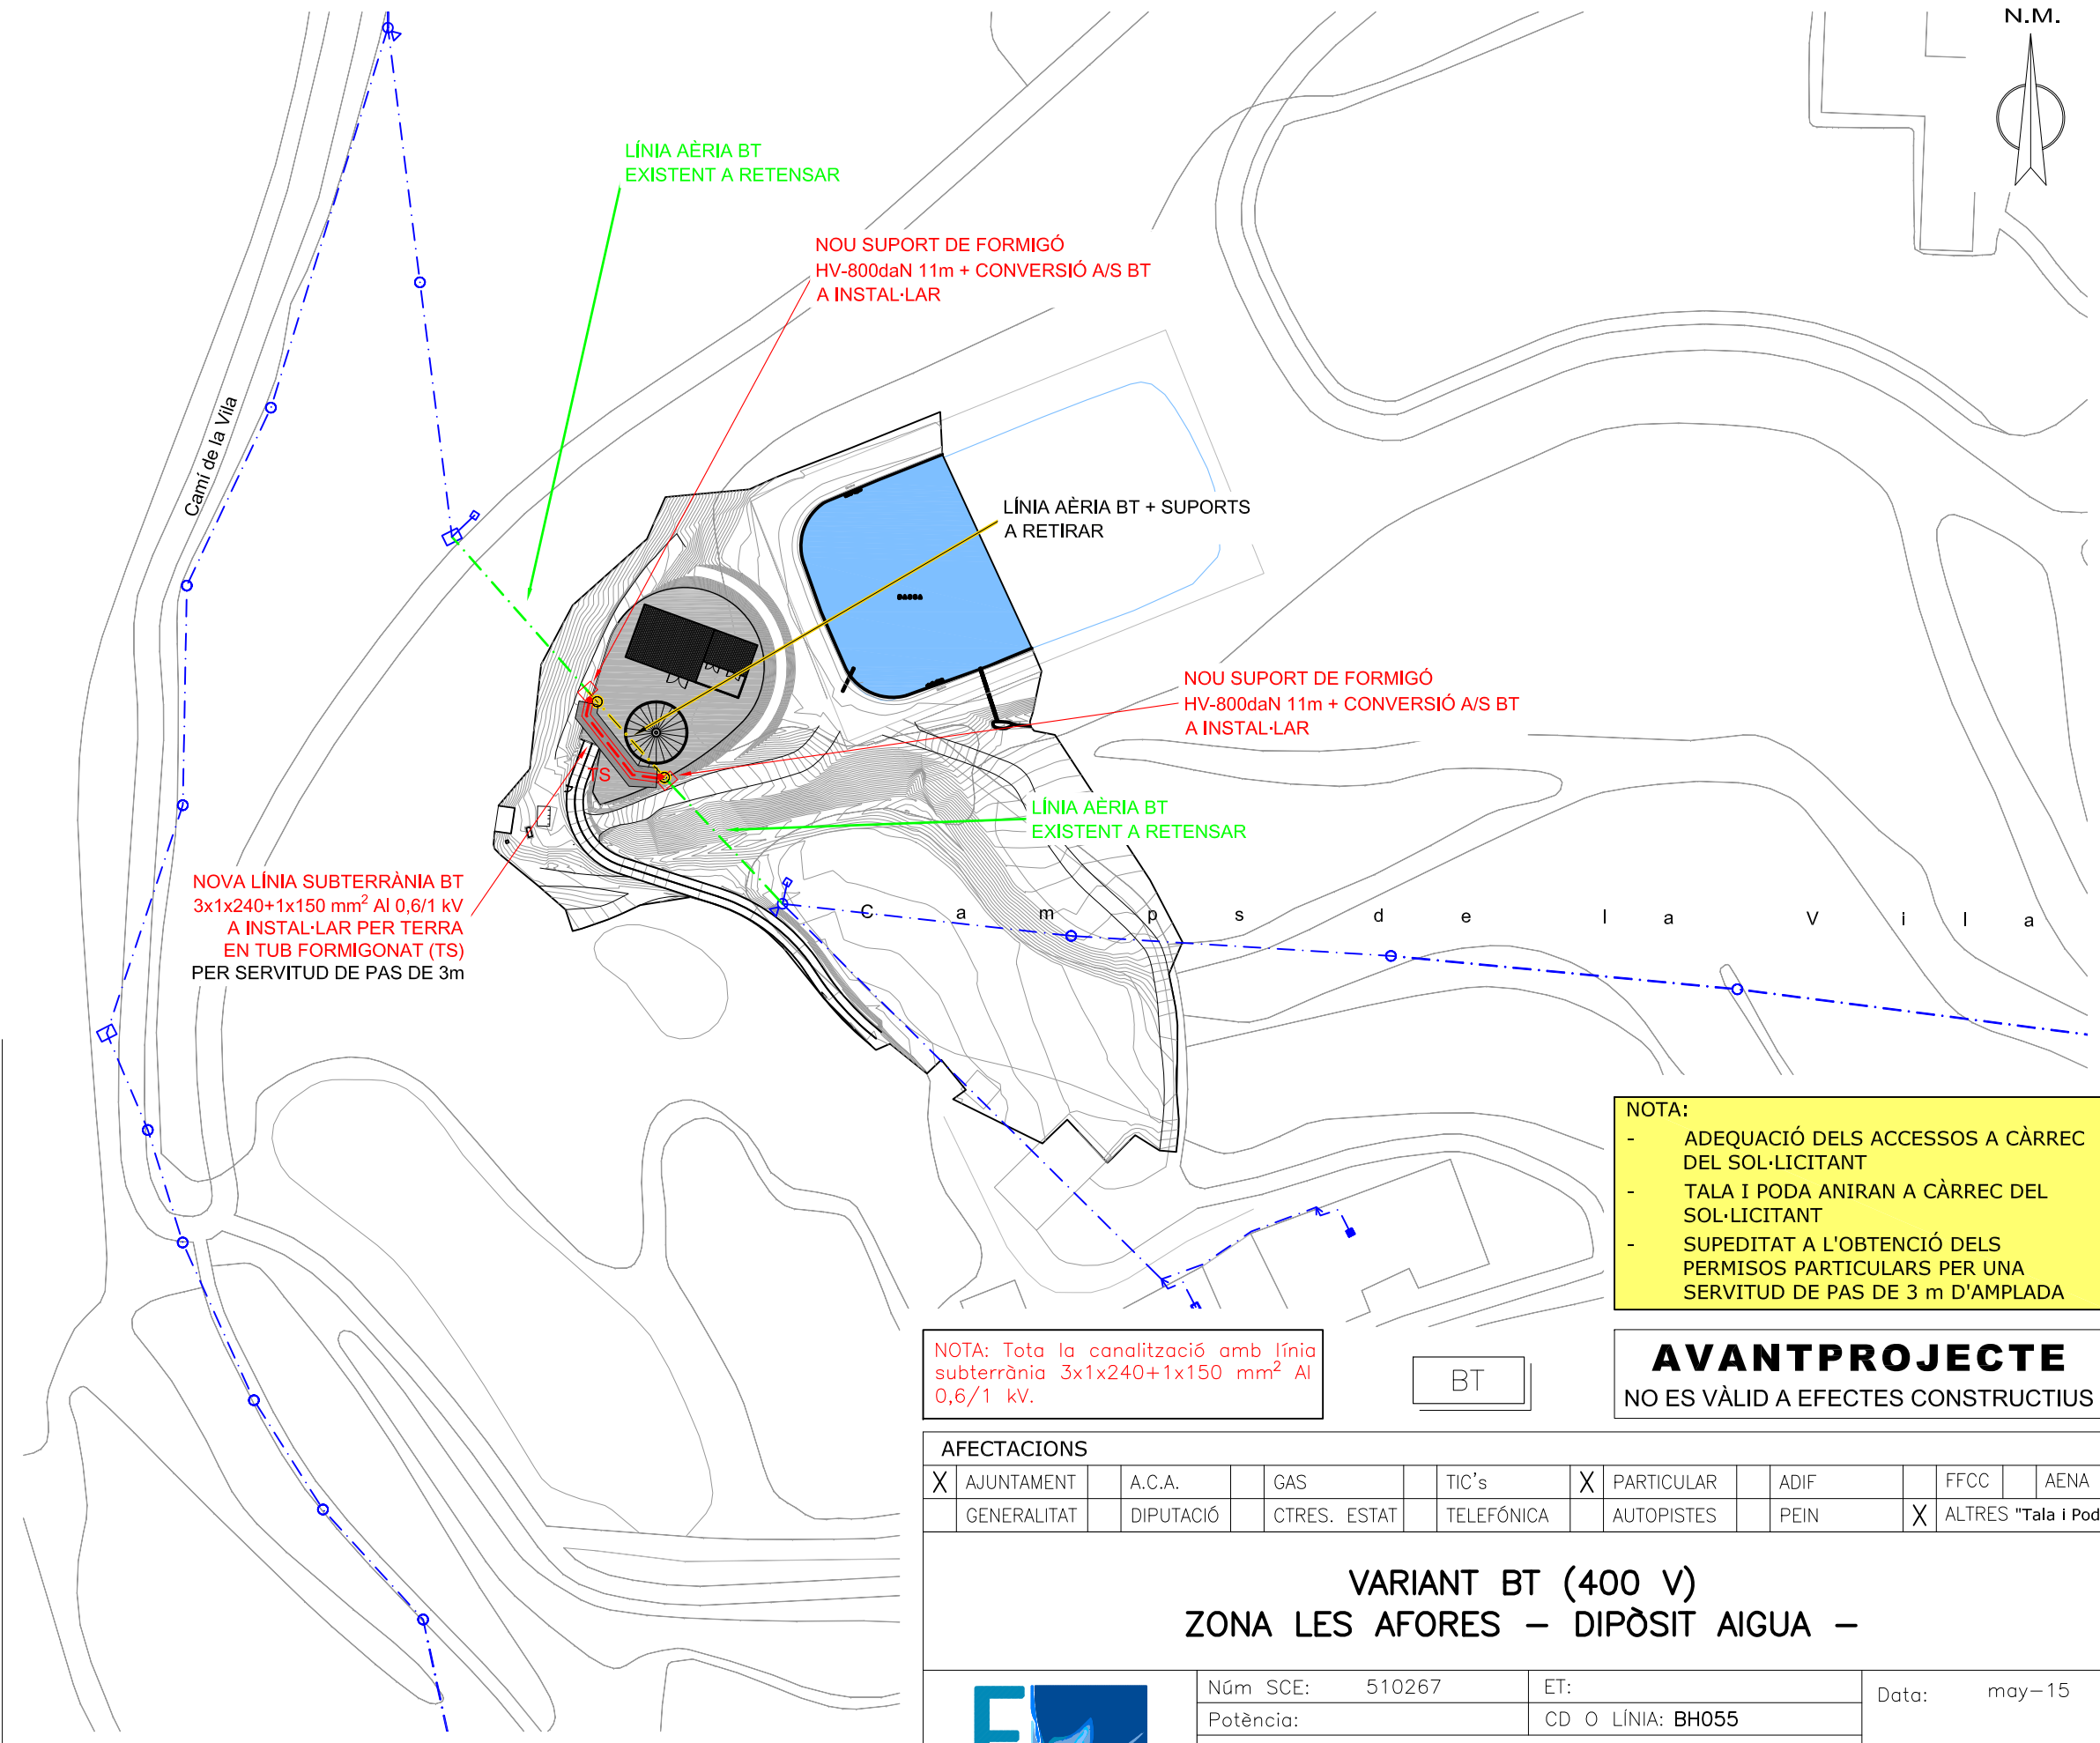 N.M.
LÍNIA AÈRIA BT
EXISTENT A RETENSAR
NOU SUPORT DE FORMIGÓ
HV-800daN 11m + CONVERSIÓ A/S BT
A INSTAL·LAR
Camí de la Vila
LÍNIA AÈRIA BT + SUPORTS
A RETIRAR
BASSA
NOU SUPORT DE FORMIGÓ
HV-800daN 11m + CONVERSIÓ A/S BT
A INSTAL·LAR
TS
LÍNIA AÈRIA BT
EXISTENT A RETENSAR
NOVA LÍNIA SUBTERRÀNIA BT
3x1x240+1x150 mm² Al 0,6/1 kV
A INSTAL·LAR PER TERRA
EN TUB FORMIGONAT (TS)
PER SERVITUD DE PAS DE 3m
Camps de la Vila
NOTA:
- ADEQUACIÓ DELS ACCESSOS A CÀRREC
DEL SOL·LICITANT
- TALA I PODA ANIRAN A CÀRREC DEL
SOL·LICITANT
- SUPEDITAT A L'OBTENCIÓ DELS
PERMISOS PARTICULARS PER UNA
SERVITUD DE PAS DE 3 m D'AMPLADA
NOTA: Tota la canalització amb línia
subterrània 3x1x240+1x150 mm² Al
0,6/1 kV.
BT
AVANTPROJECTE
NO ES VÀLID A EFECTES CONSTRUCTIUS
AFECTACIONS
X AJUNTAMENT A.C.A. GAS TIC's X PARTICULAR ADIF FFCC AENA
GENERALITAT DIPUTACIÓ CTRES. ESTAT TELEFÓNICA AUTOPISTES PEIN X ALTRES "Tala i Pod
VARIANT BT (400 V)
ZONA LES AFORES – DIPÒSIT AIGUA –
Núm SCE: 510267 ET: Data: may–15
Potència: CD O LÍNIA: BH055